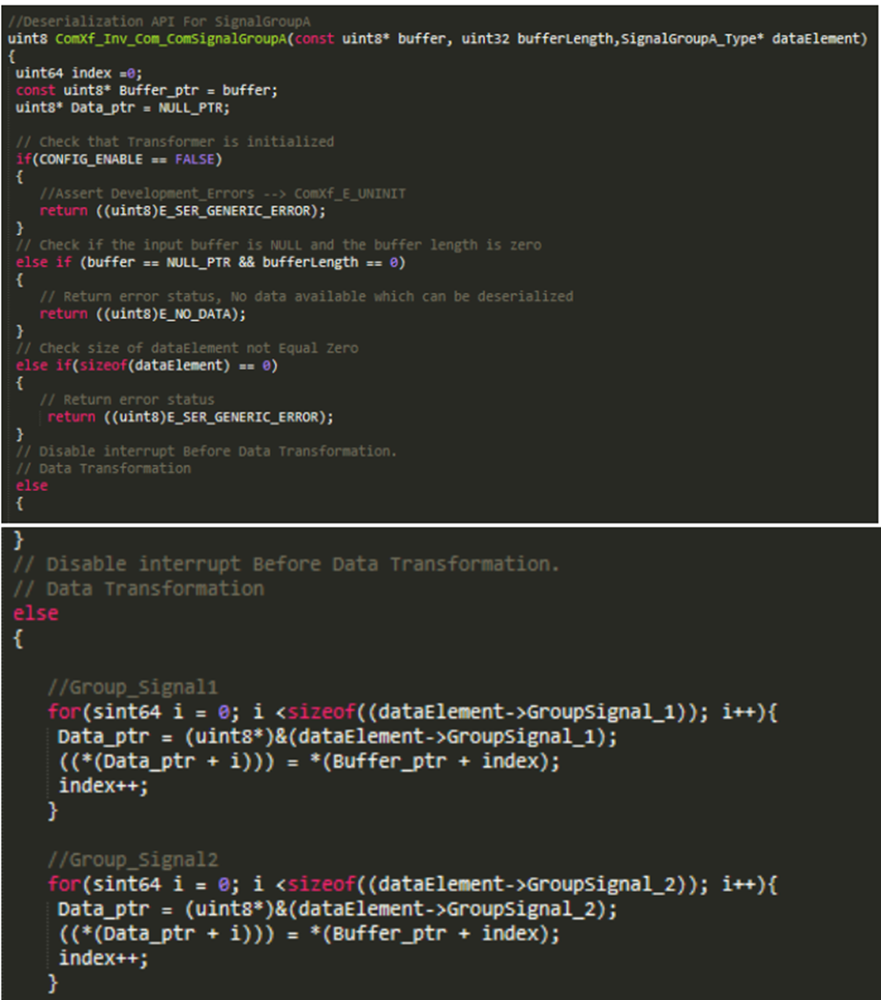 //Deserialization API For SignalGroupA
uint8 ComXf_Inv_Com_ComSignalGroupA(const uint8* buffer, uint32 bufferLength,SignalGroupA_Type* dataElement)
{
uint64 index =0;
const uint8* Buffer_ptr = buffer;
uint8* Data_ptr = NULL_PTR;
// Check that Transformer is initialized
if(CONFIG_ENABLE == FALSE)
{
//Assert Development_Errors --> ComXf_E_UNINIT
return ((uint8)E_SER_GENERIC_ERROR);
}
// Check if the input buffer is NULL and the buffer length is zero
else if (buffer == NULL_PTR && bufferLength == 0)
{
// Return error status, No data available which can be deserialized
return ((uint8)E_NO_DATA);
}
// Check size of dataElement not Equal Zero
else if(sizeof(dataElement) == 0)
{
// Return error status
return ((uint8)E_SER_GENERIC_ERROR);
}
// Disable interrupt Before Data Transformation.
// Data Transformation
else
{
}
// Disable interrupt Before Data Transformation.
// Data Transformation
else
{
//Group_Signal1
for(sint64 i = 0; i <sizeof((dataElement->GroupSignal_1)); i++){
Data_ptr = (uint8*)&(dataElement->GroupSignal_1);
((*(Data_ptr + i))) = *(Buffer_ptr + index);
index++;
}
//Group_Signal2
for(sint64 i = 0; i <sizeof((dataElement->GroupSignal_2)); i++){
Data_ptr = (uint8*)&(dataElement->GroupSignal_2);
((*(Data_ptr + i))) = *(Buffer_ptr + index);
index++;
}